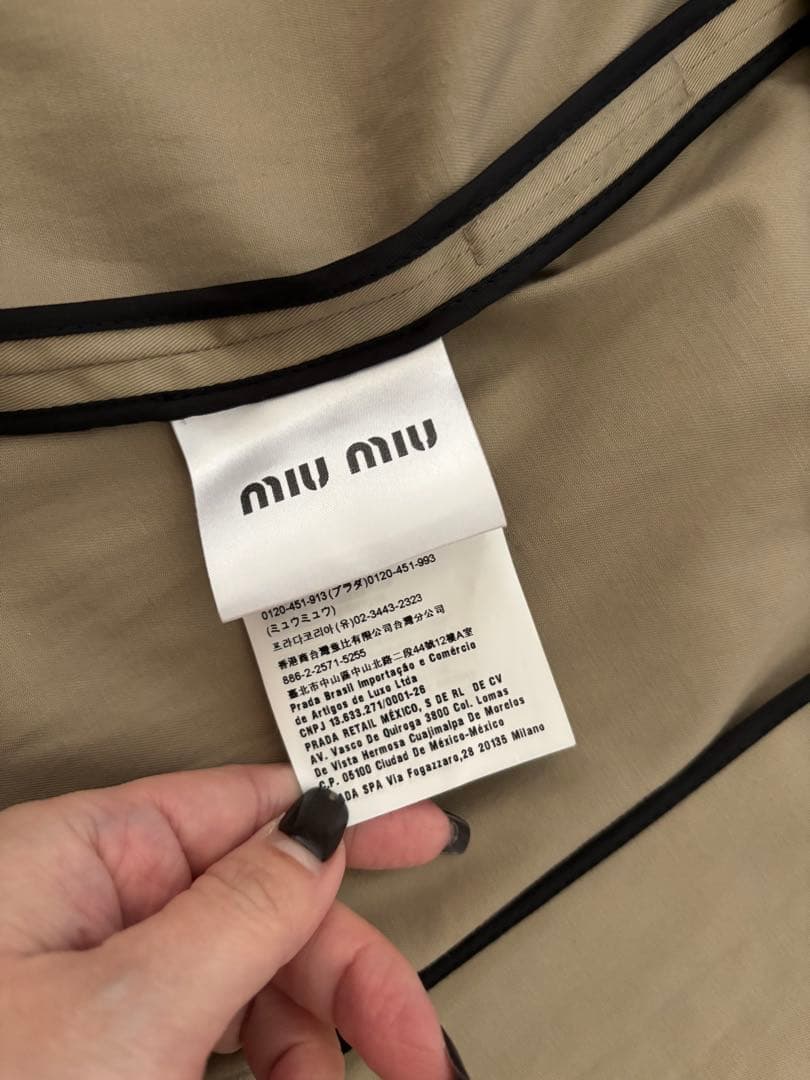 miu miu
0120-451-913(プラダ)0120-451-993
(ミュウミュウ)
프라다코리아(유)02-3443-2323
香港商台灣魚比有限公司台灣分公司
886-2-2571-5255
臺北市中山區中山北路二段44號12樓A室
Prada Brasil Importação e Comércio
de Artigos de Luxo Ltda
CNPJ 13.633.271/0001-26
PRADA RETAIL MÉXICO, S DE RL DE CV
AV. Vasco De Quiroga 3800 Col. Lomas
De Vista Hermosa Cuajimalpa De Morelos
C.P. 05100 Ciudad De México-México
SPA Via Fogazzaro,28 20135 Milano